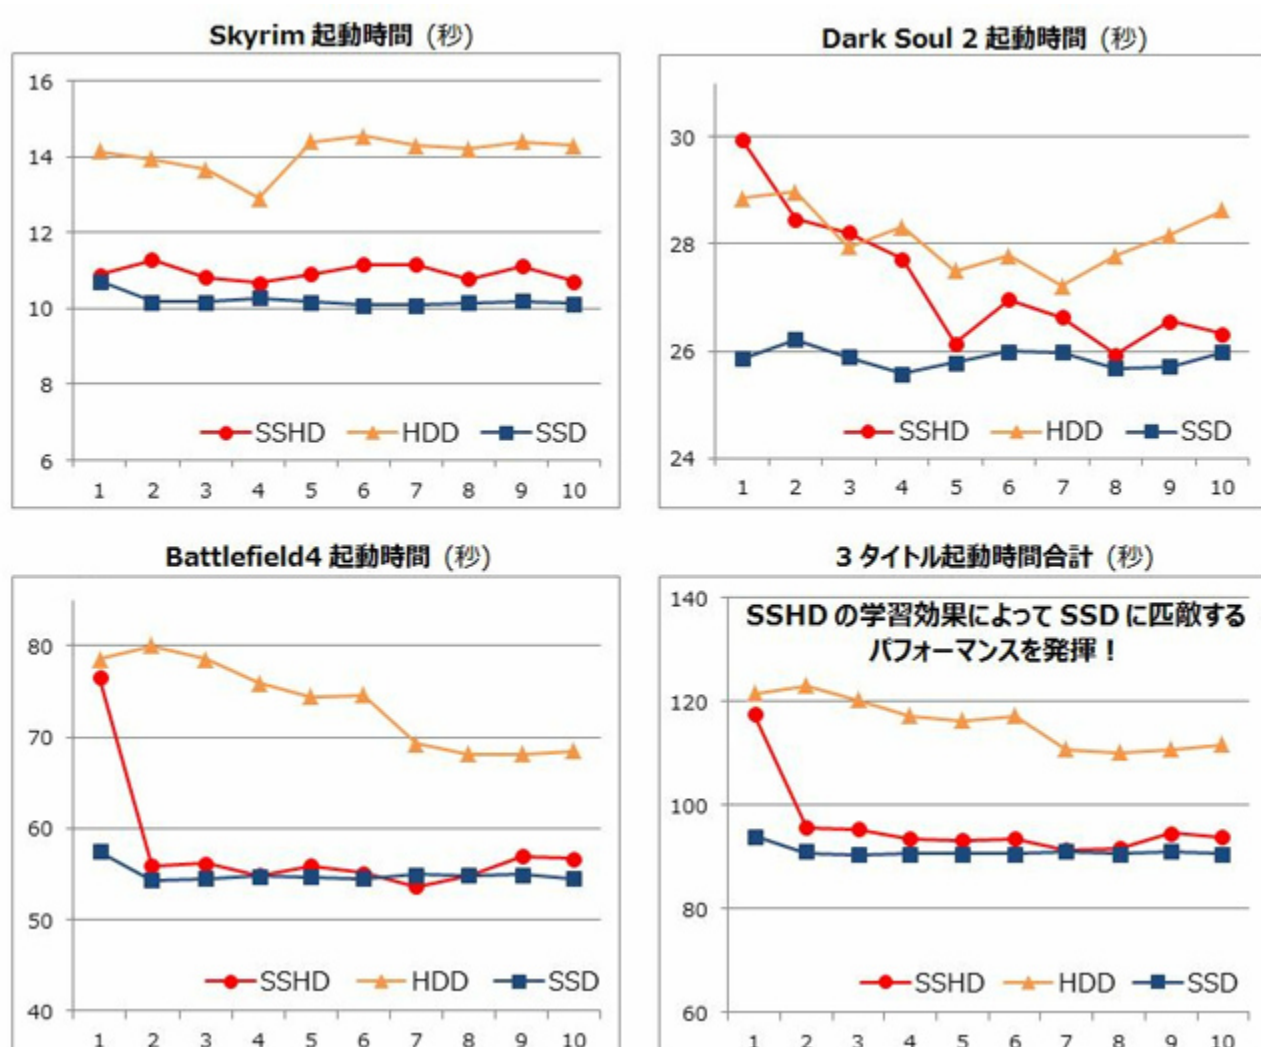 Skyrim 起動時間 (秒)
16
14
12
10
8
6
SSHD HDD SSD
1 2 3 4 5 6 7 8 9 10
Dark Soul 2 起動時間 (秒)
30
28
26
24
SSHD HDD SSD
1 2 3 4 5 6 7 8 9 10
Battlefield4 起動時間 (秒)
80
70
60
50
40
SSHD HDD SSD
1 2 3 4 5 6 7 8 9 10
3 タイトル起動時間合計 (秒)
140
SSHD の学習効果によって SSD に匹敵する
パフォーマンスを発揮！
120
100
80
60
SSHD HDD SSD
1 2 3 4 5 6 7 8 9 10